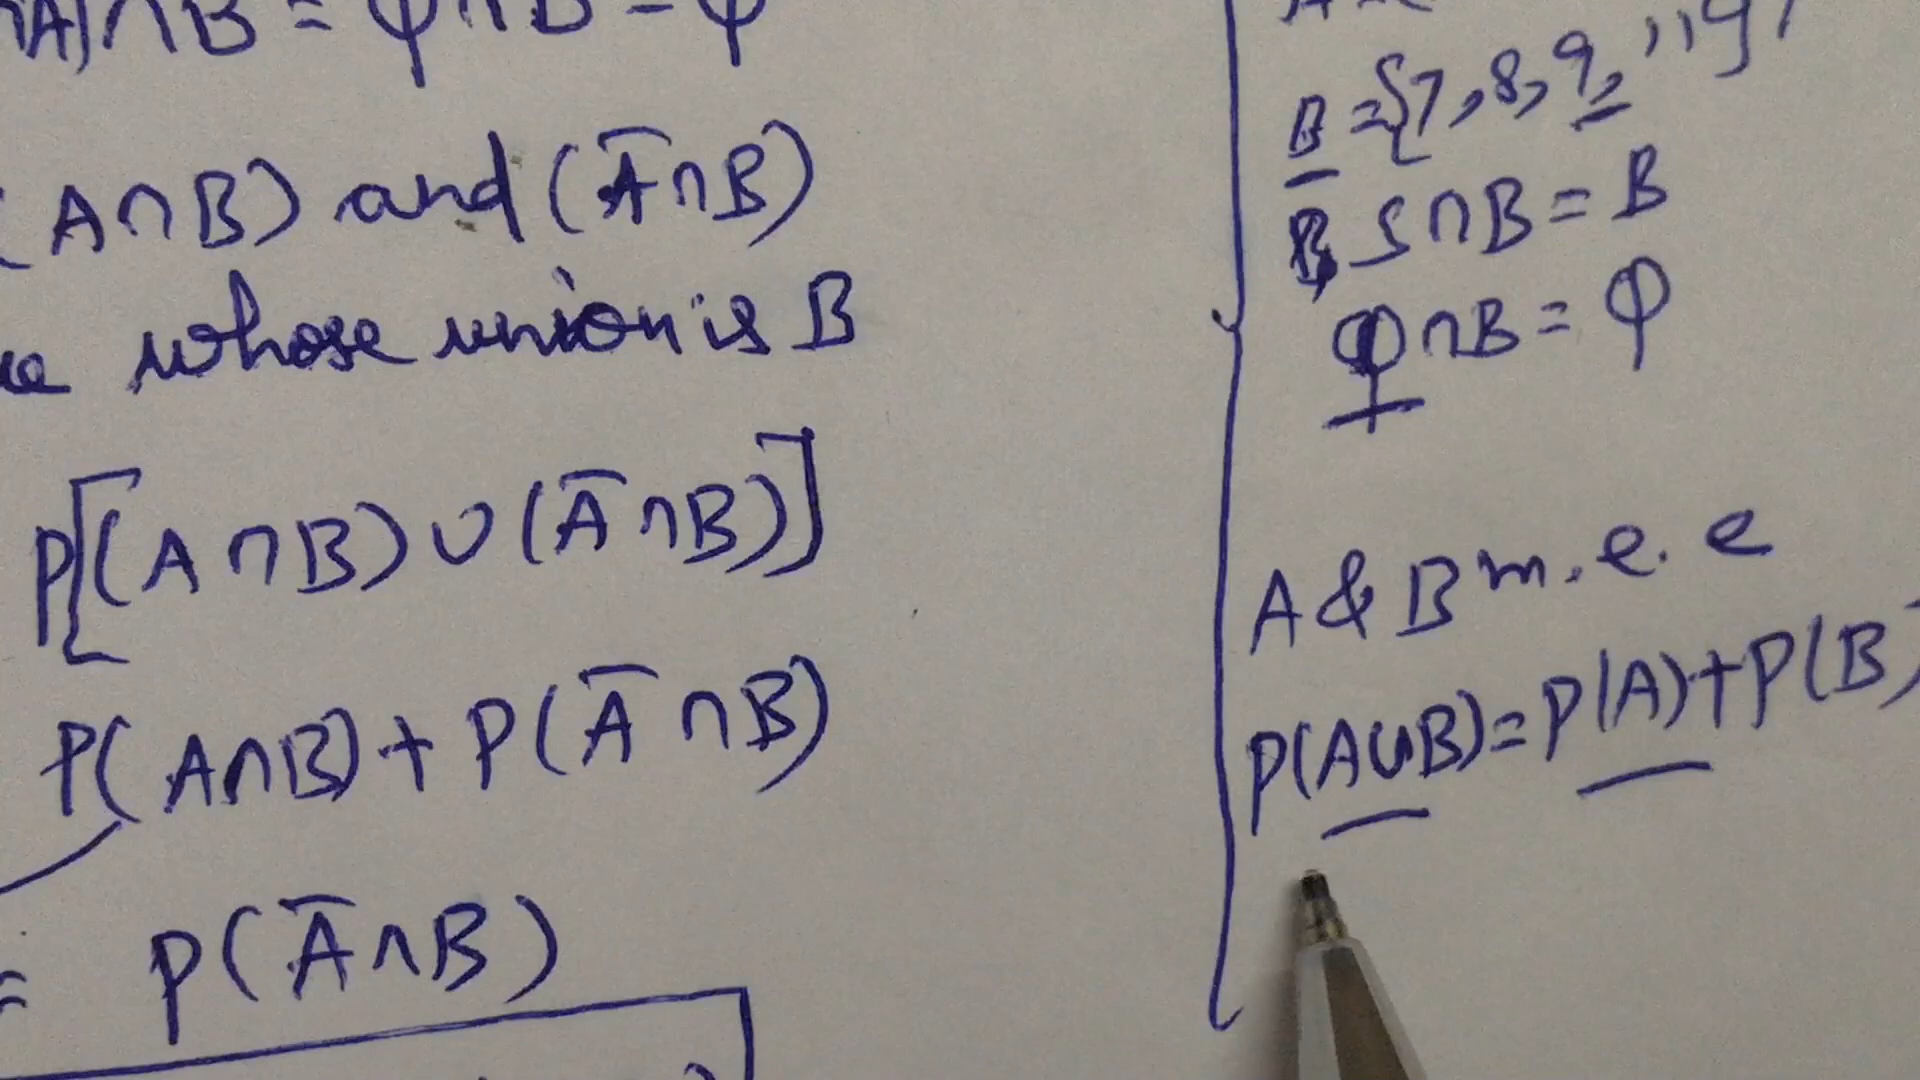 ∩A)∩B = φ∩B = φ
(A∩B) and (A̅∩B)
whose union is B
P[(A∩B)∪(A̅∩B)]
P(A∩B)+P(A̅∩B)
= P(A̅∩B)
B={7,8,9,
S∩B=B
φ∩B=φ
A&B m.e.e
P(A∪B)=P(A)+P(B)